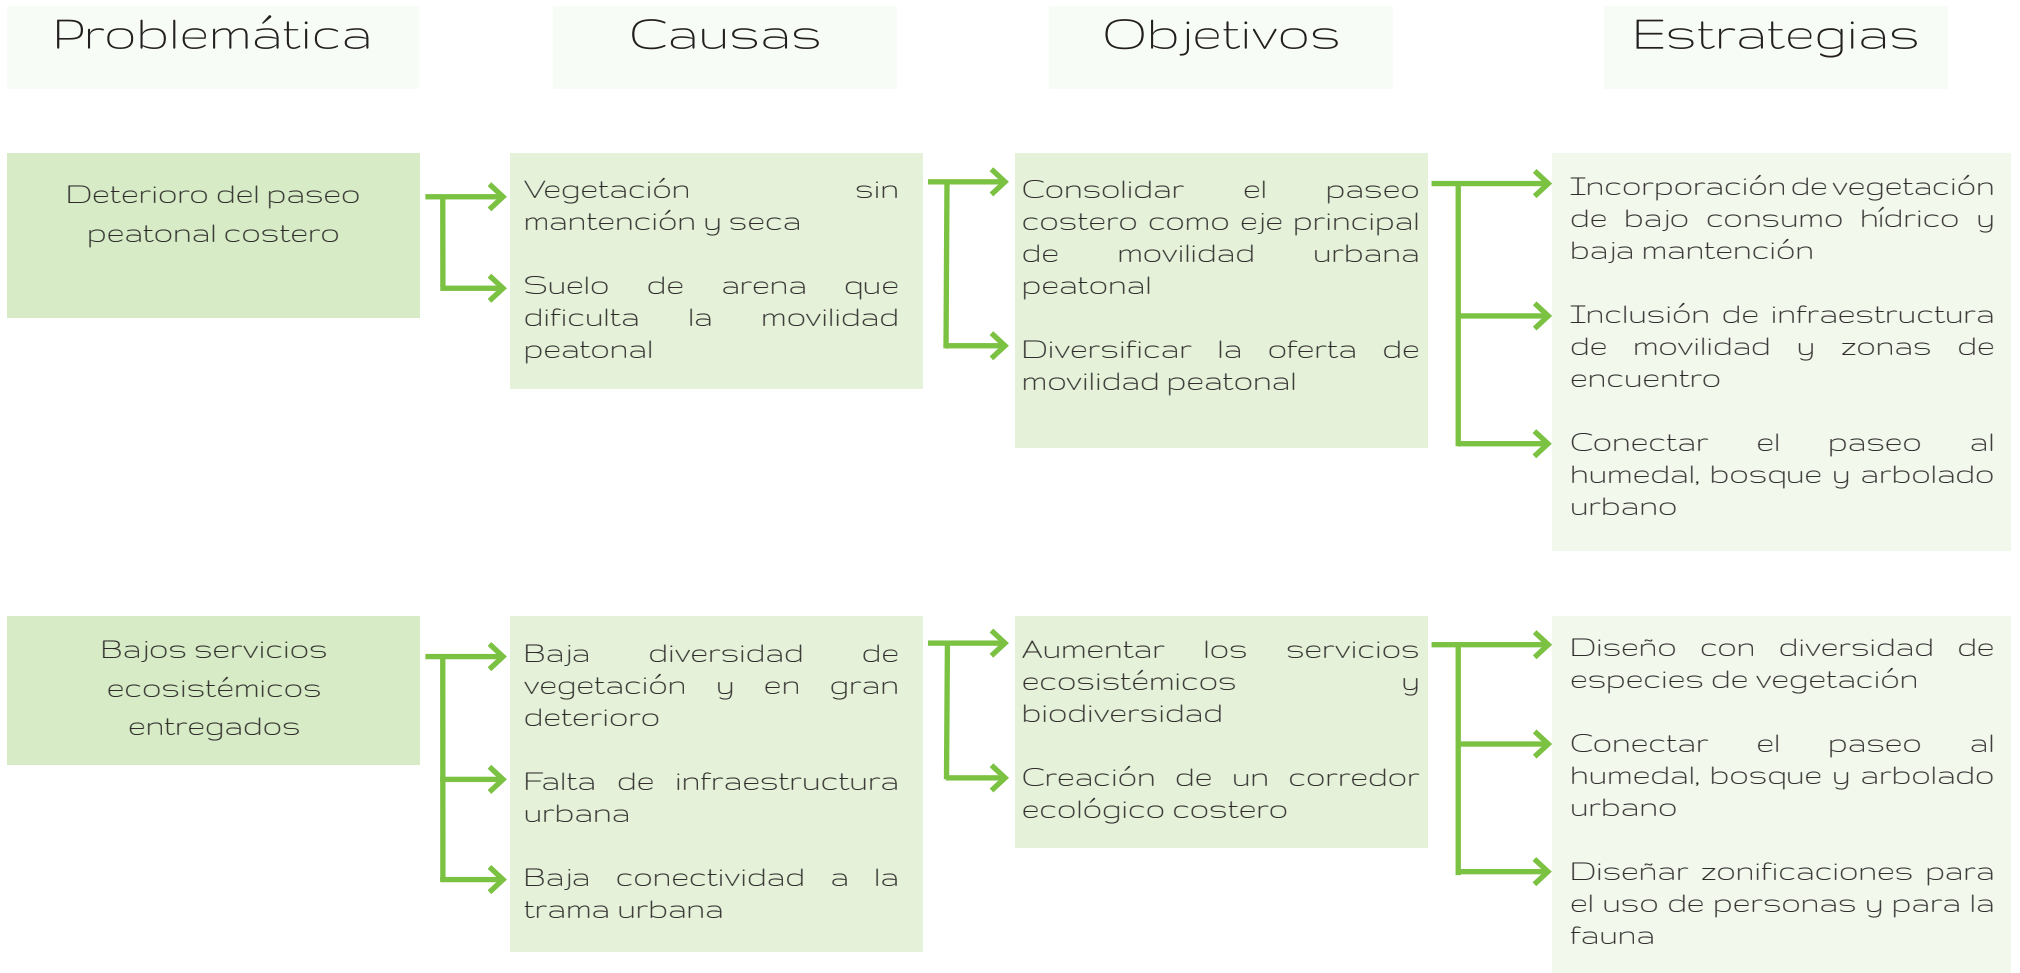 Problemática
Causas
Objetivos
Estrategias
Deterioro del paseo
peatonal costero
Vegetación sin
mantención y seca
Suelo de arena que
dificulta la movilidad
peatonal
Consolidar el paseo
costero como eje principal
de movilidad urbana
peatonal
Diversificar la oferta de
movilidad peatonal
Incorporación de vegetación
de bajo consumo hídrico y
baja mantención
Inclusión de infraestructura
de movilidad y zonas de
encuentro
Conectar el paseo al
humedal, bosque y arbolado
urbano
Bajos servicios
ecosistémicos
entregados
Baja diversidad de
vegetación y en gran
deterioro
Falta de infraestructura
urbana
Baja conectividad a la
trama urbana
Aumentar los servicios
ecosistémicos y
biodiversidad
Creación de un corredor
ecológico costero
Diseño con diversidad de
especies de vegetación
Conectar el paseo al
humedal, bosque y arbolado
urbano
Diseñar zonificaciones para
el uso de personas y para la
fauna